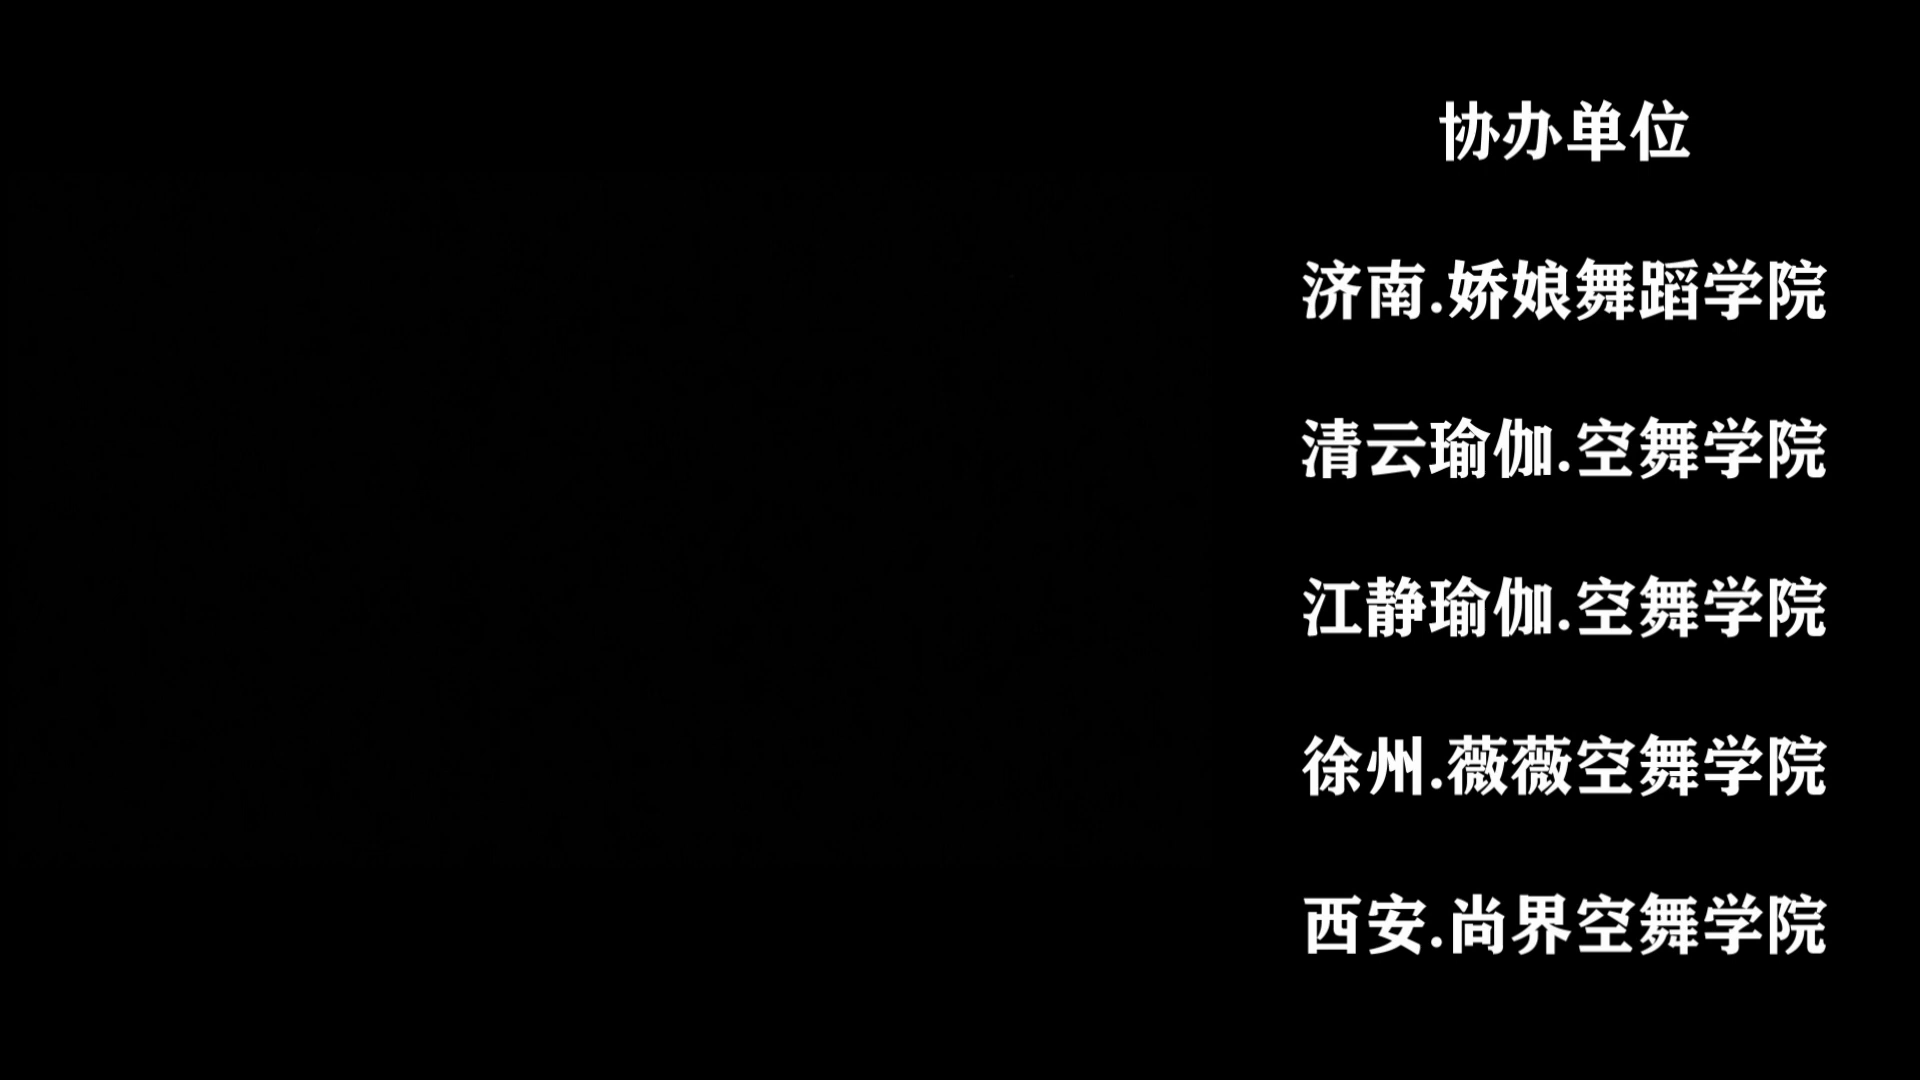 协办单位
济南.娇娘舞蹈学院
清云瑜伽.空舞学院
江静瑜伽.空舞学院
徐州.薇薇空舞学院
西安.尚界空舞学院